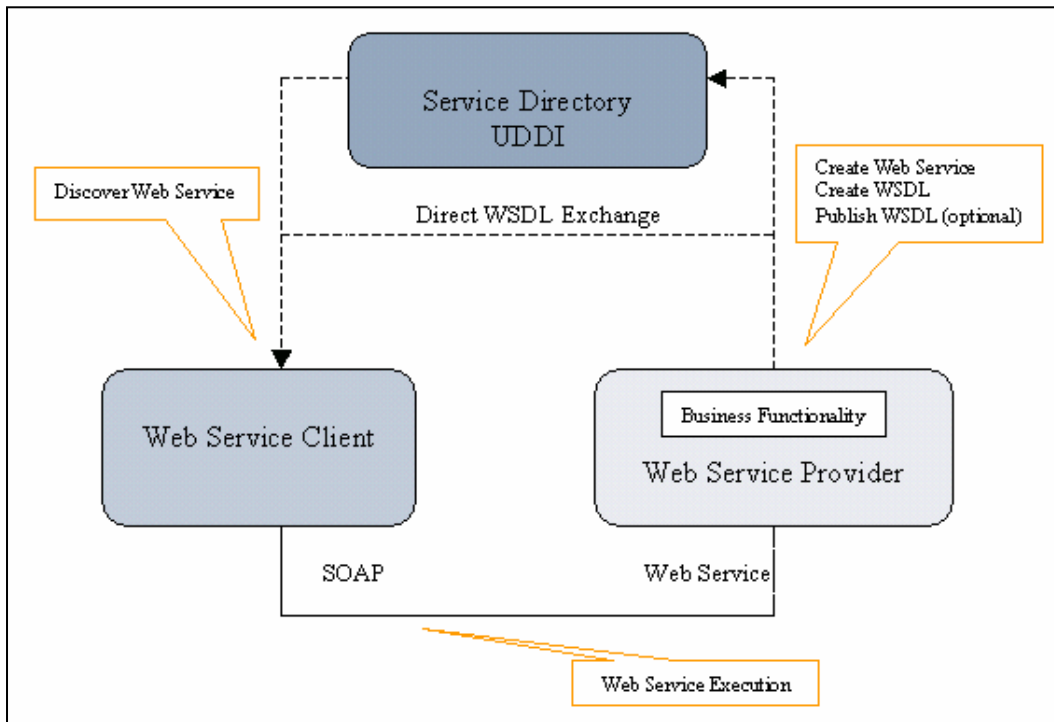 Service Directory
UDDI
Discover Web Service
Create Web Service
Create WSDL
Publish WSDL (optional)
Direct WSDL Exchange
Web Service Client
Business Functionality
Web Service Provider
SOAP
Web Service
Web Service Execution